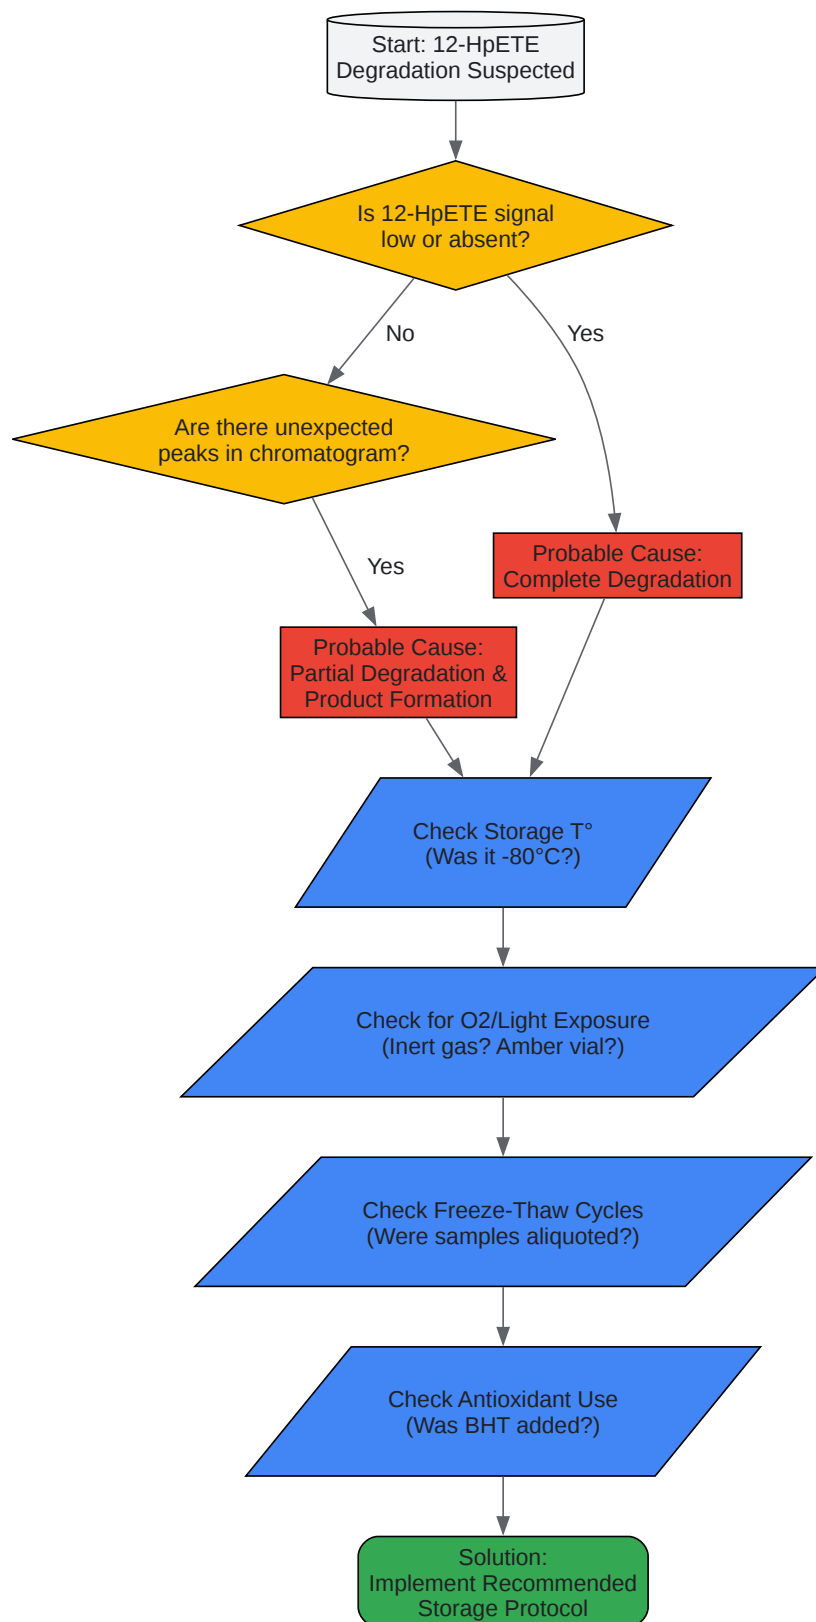 Start: 12-HpETE
Degradation Suspected
Is 12-HpETE signal
low or absent?
No
Yes
Are there unexpected
peaks in chromatogram?
Probable Cause:
Complete Degradation
Yes
Probable Cause:
Partial Degradation &
Product Formation
Check Storage T°
(Was it -80°C?)
Check for O2/Light Exposure
(Inert gas? Amber vial?)
Check Freeze-Thaw Cycles
(Were samples aliquoted?)
Check Antioxidant Use
(Was BHT added?)
Solution:
Implement Recommended
Storage Protocol